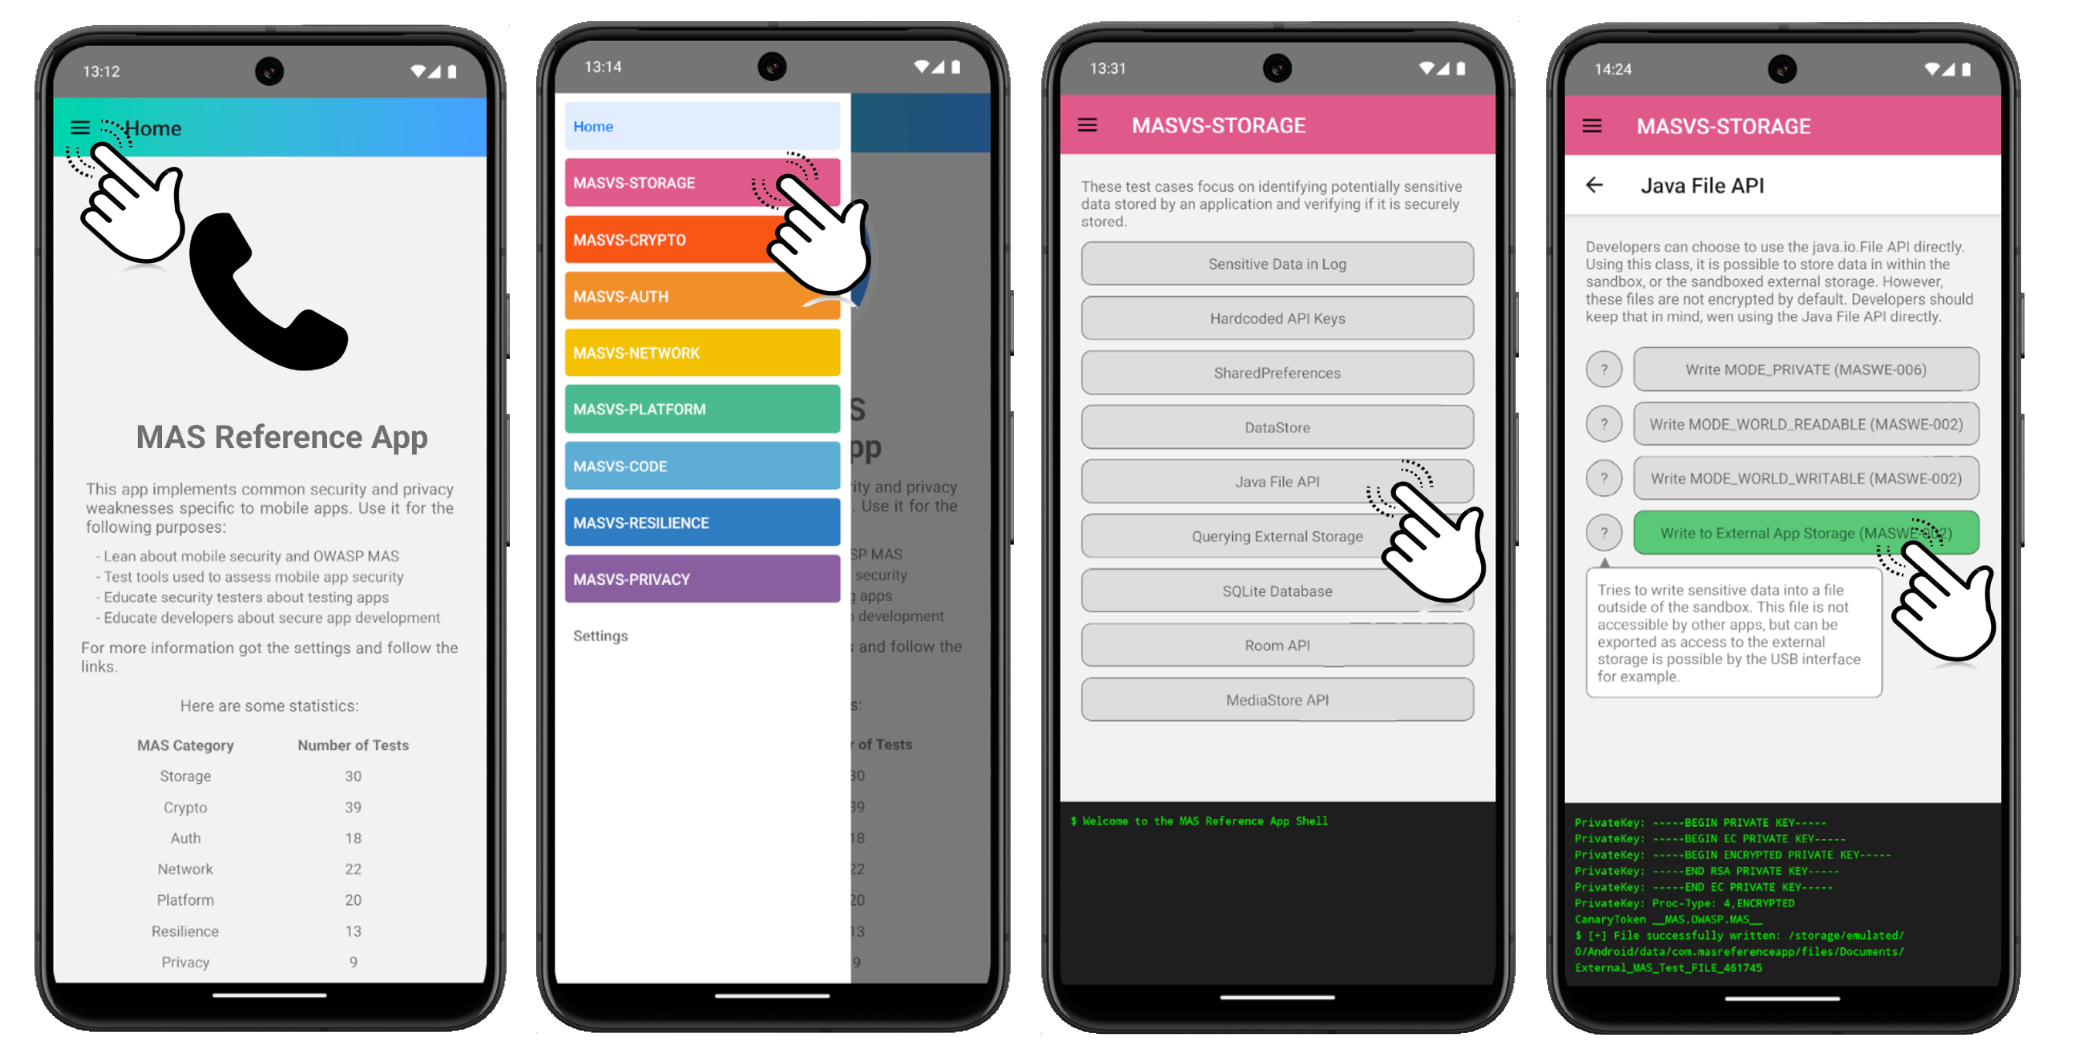 13:12
Home
MAS Reference App
This app implements common security and privacy
weaknesses specific to mobile apps. Use it for the
following purposes:
- Lean about mobile security and OWASP MAS
- Test tools used to assess mobile app security
- Educate security testers about testing apps
- Educate developers about secure app development
For more information got the settings and follow the
links.
Here are some statistics:
MAS Category Number of Tests
Storage 30
Crypto 39
Auth 18
Network 22
Platform 20
Resilience 13
Privacy 9
13:14
Home
MASVS-STORAGE
MASVS-CRYPTO
MASVS-AUTH
MASVS-NETWORK
MASVS-PLATFORM
MASVS-CODE
MASVS-RESILIENCE
MASVS-PRIVACY
Settings
S
pp
ity and privacy
. Use it for the
SP MAS
security
g apps
development
and follow the
s:
r of Tests
30
39
18
22
20
13
9
13:31
MASVS-STORAGE
These test cases focus on identifying potentially sensitive
data stored by an application and verifying if it is securely
stored.
Sensitive Data in Log
Hardcoded API Keys
SharedPreferences
DataStore
Java File API
Querying External Storage
SQLite Database
Room API
MediaStore API
$ Welcome to the MAS Reference App Shell
14:24
MASVS-STORAGE
Java File API
Developers can choose to use the java.io.File API directly.
Using this class, it is possible to store data in within the
sandbox, or the sandboxed external storage. However,
these files are not encrypted by default. Developers should
keep that in mind, wen using the Java File API directly.
? Write MODE_PRIVATE (MASWE-006)
? Write MODE_WORLD_READABLE (MASWE-002)
? Write MODE_WORLD_WRITABLE (MASWE-002)
? Write to External App Storage (MASWE-002)
Tries to write sensitive data into a file
outside of the sandbox. This file is not
accessible by other apps, but can be
exported as access to the external
storage is possible by the USB interface
for example.
PrivateKey: -----BEGIN PRIVATE KEY-----
PrivateKey: -----BEGIN EC PRIVATE KEY-----
PrivateKey: -----BEGIN ENCRYPTED PRIVATE KEY-----
PrivateKey: -----END RSA PRIVATE KEY-----
PrivateKey: -----END EC PRIVATE KEY-----
PrivateKey: Proc-Type: 4,ENCRYPTED
CanaryToken __MAS.OWASP.MAS__
$ [+] File successfully written: /storage/emulated/
0/Android/data/com.masreferenceapp/files/Documents/
External_MAS_Test_FILE_461745